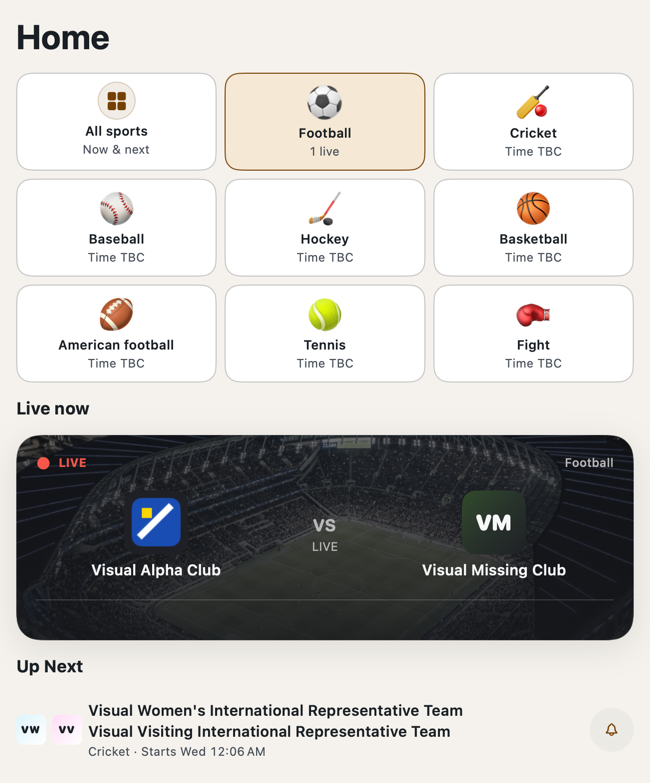 Home
All sports
Now & next
Football
1 live
Cricket
Time TBC
Baseball
Time TBC
Hockey
Time TBC
Basketball
Time TBC
American football
Time TBC
Tennis
Time TBC
Fight
Time TBC
Live now
LIVE
Football
VS
LIVE
VM
Visual Alpha Club
Visual Missing Club
Up Next
VW
VV
Visual Women's International Representative Team
Visual Visiting International Representative Team
Cricket · Starts Wed 12:06 AM